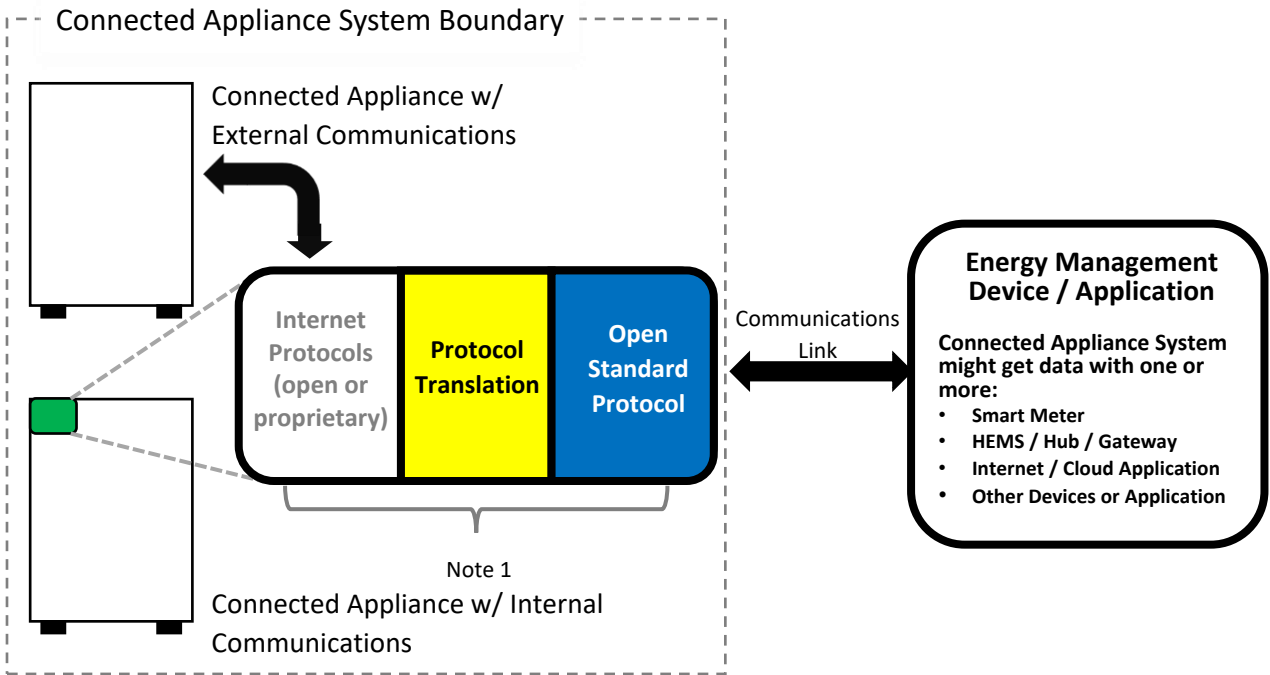 Connected Appliance System Boundary
Connected Appliance w/
External Communications
Internet
Protocols
(open or
proprietary)
Protocol
Translation
Open
Standard
Protocol
Note 1
Connected Appliance w/ Internal
Communications
Communications
Link
Energy Management
Device / Application
Connected Appliance System
might get data with one or
more:
• Smart Meter
• HEMS / Hub / Gateway
• Internet / Cloud Application
• Other Devices or Application